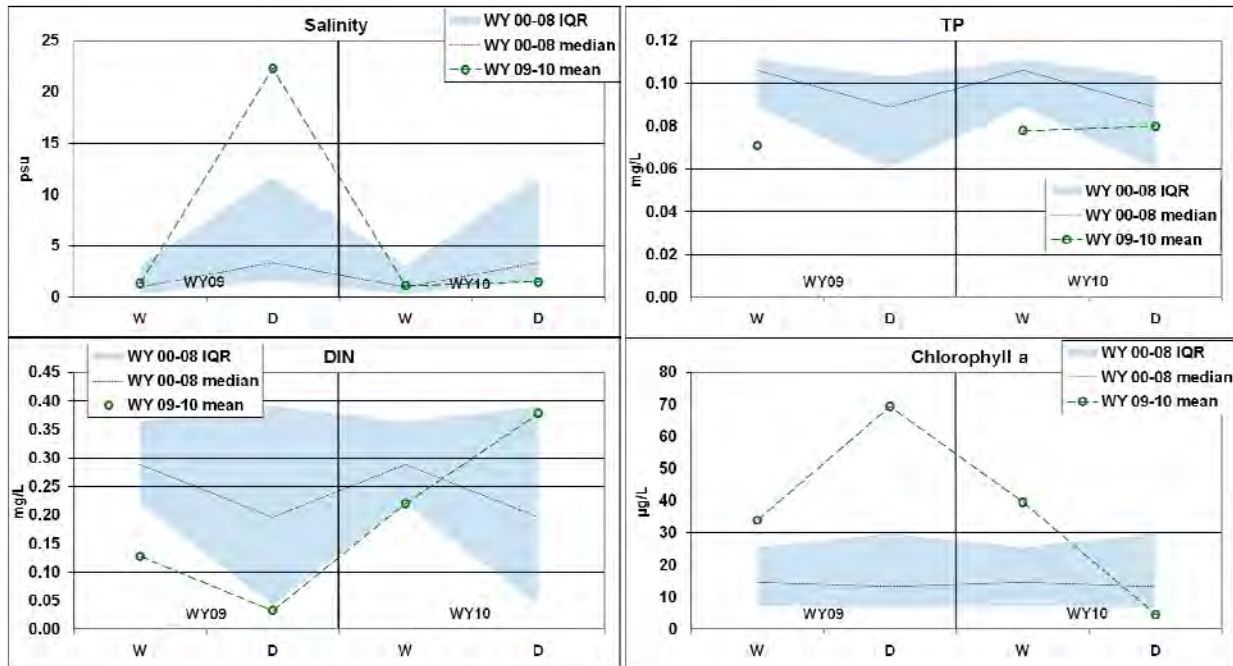 Salinity
WY 00-08 IQR
WY 00-08 median
WY 09-10 mean
25
20
15
10
5
0
psu
WY09
WY10
W D W D
TP
0.12
0.10
0.08
0.06
0.04
0.02
0.00
mg/L
WY 00-08 IQR
WY 00-08 median
WY 09-10 mean
WY09
WY10
W D W D
DIN
WY 00-08 IQR
WY 00-08 median
WY 09-10 mean
0.45
0.40
0.35
0.30
0.25
0.20
0.15
0.10
0.05
0.00
mg/L
WY09
WY10
W D W D
Chlorophyll a
WY 00-08 IQR
WY 00-08 median
WY 09-10 mean
80
70
60
50
40
30
20
10
0
µg/L
WY09
WY10
W D W D